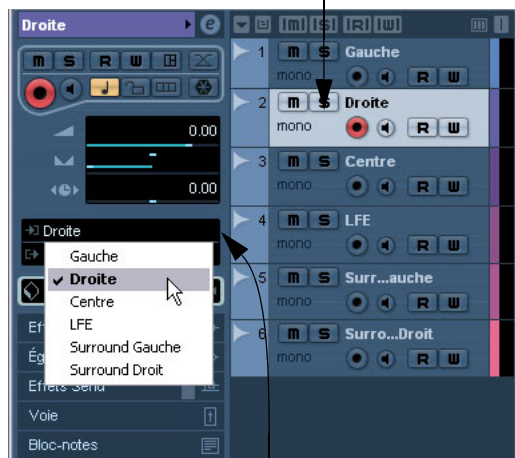 Droite
e
[m] [S] [R] [W]
m S R W
0.00
0.00
Droite
Gauche
Droite
Centre
LFE
Surround Gauche
Surround Droit
Effets Send
Voie
Bloc-notes
1 m S Gauche
mono R W
2 m S Droite
mono R W
3 m S Centre
mono R W
4 m S LFE
mono R W
5 m S Surr...auche
mono R W
6 m S Surro...Droit
mono R W